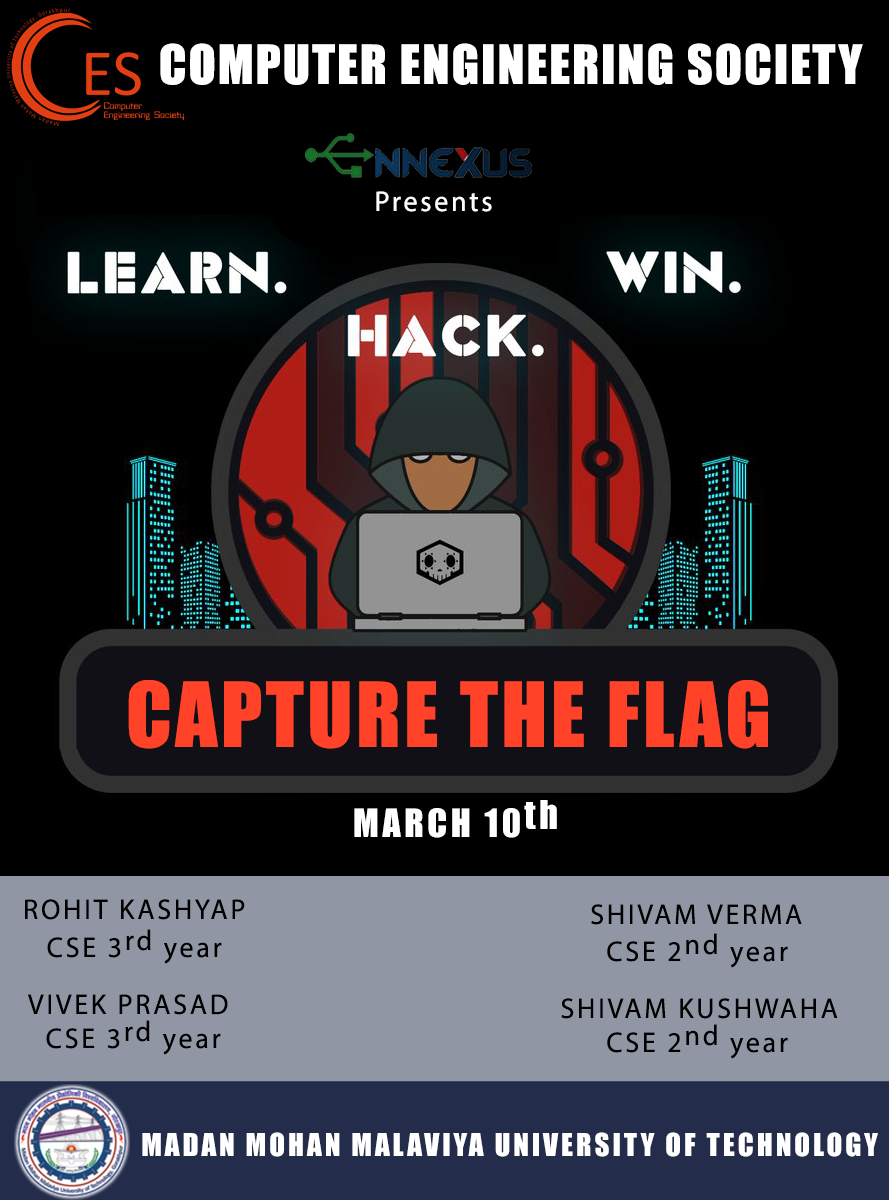 COMPUTER ENGINEERING SOCIETY
CES
Computer
Engineering Society
ENNEXUS
Presents
LEARN.
WIN.
HACK.
CAPTURE THE FLAG
MARCH 10th
ROHIT KASHYAP
CSE 3rd year
SHIVAM VERMA
CSE 2nd year
VIVEK PRASAD
CSE 3rd year
SHIVAM KUSHWAHA
CSE 2nd year
MADAN MOHAN MALAVIYA UNIVERSITY OF TECHNOLOGY